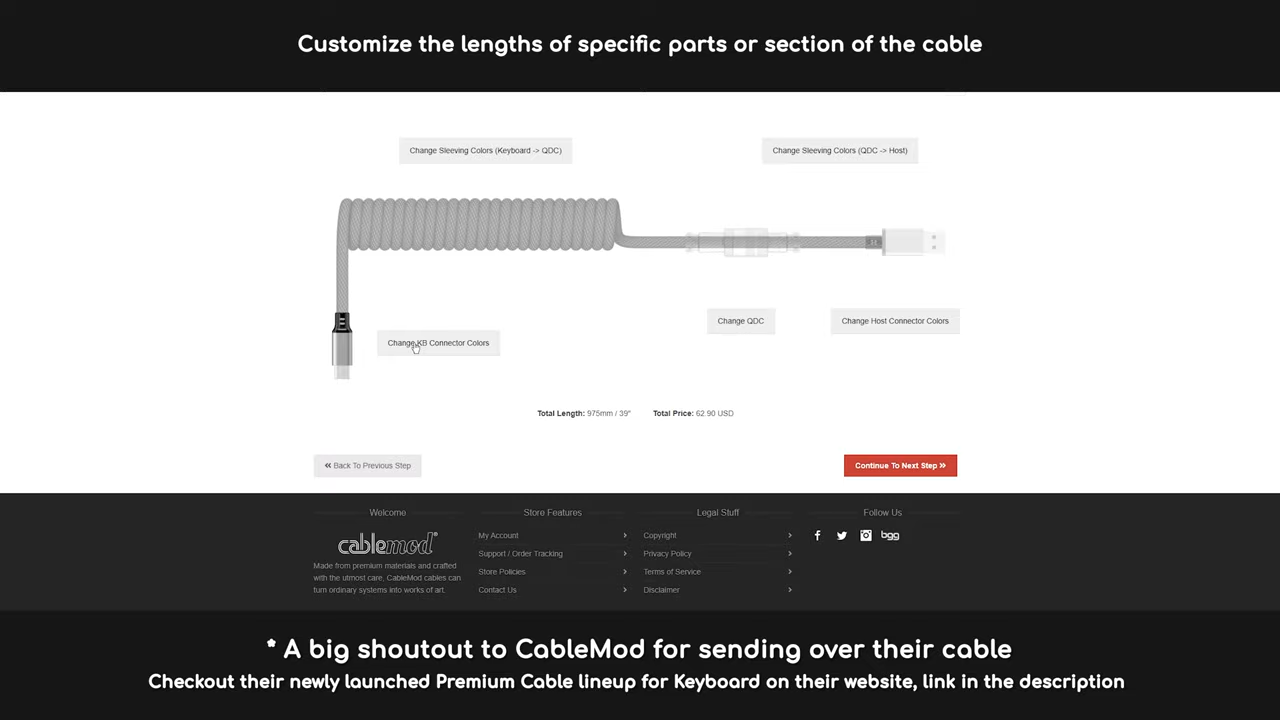 Customize the lengths of specific parts or section of the cable
Change Sleeving Colors (Keyboard -> QDC)
Change Sleeving Colors (QDC -> Host)
Change QDC
Change Host Connector Colors
Change KB Connector Colors
Total Length: 975mm / 39" Total Price: 62.90 USD
« Back To Previous Step
Continue To Next Step »
Welcome
cablemod®
Made from premium materials and crafted
with the utmost care, CableMod cables can
turn ordinary systems into works of art.
Store Features
My Account
Support / Order Tracking
Store Policies
Contact Us
Legal Stuff
Copyright
Privacy Policy
Terms of Service
Disclaimer
Follow Us
bgg
* A big shoutout to CableMod for sending over their cable
Checkout their newly launched Premium Cable lineup for Keyboard on their website, link in the description